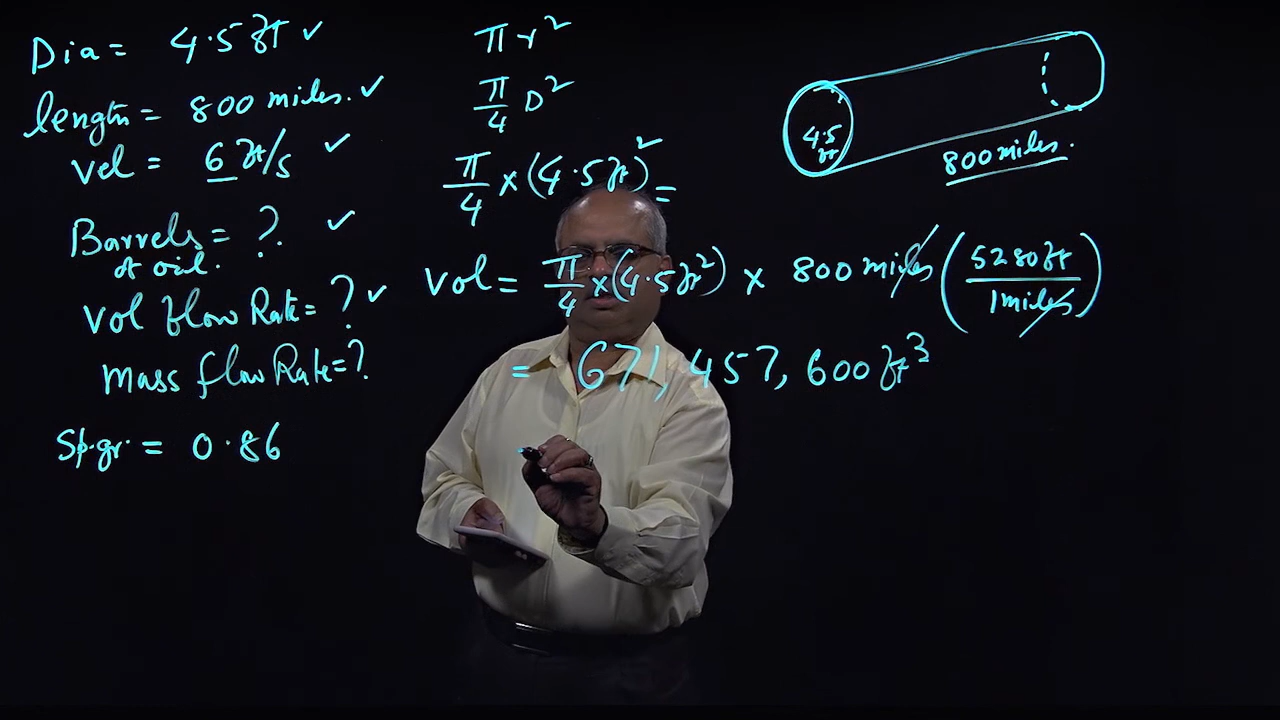 Dia = 4.5 ft ✓
length = 800 miles. ✓
vel = 6 ft/s ✓
Barrels = ? ✓
of oil.
Vol flow Rate = ? ✓
Mass flow Rate = ?
Sp.gr. = 0.86
π r²
π/4 D²
π/4 × (4.5 ft)² =
Vol = π/4 × (4.5 ft²) × 800 miles (5280 ft / 1 miles)
= 671,457,600 ft³
4.5
ft
800 miles.